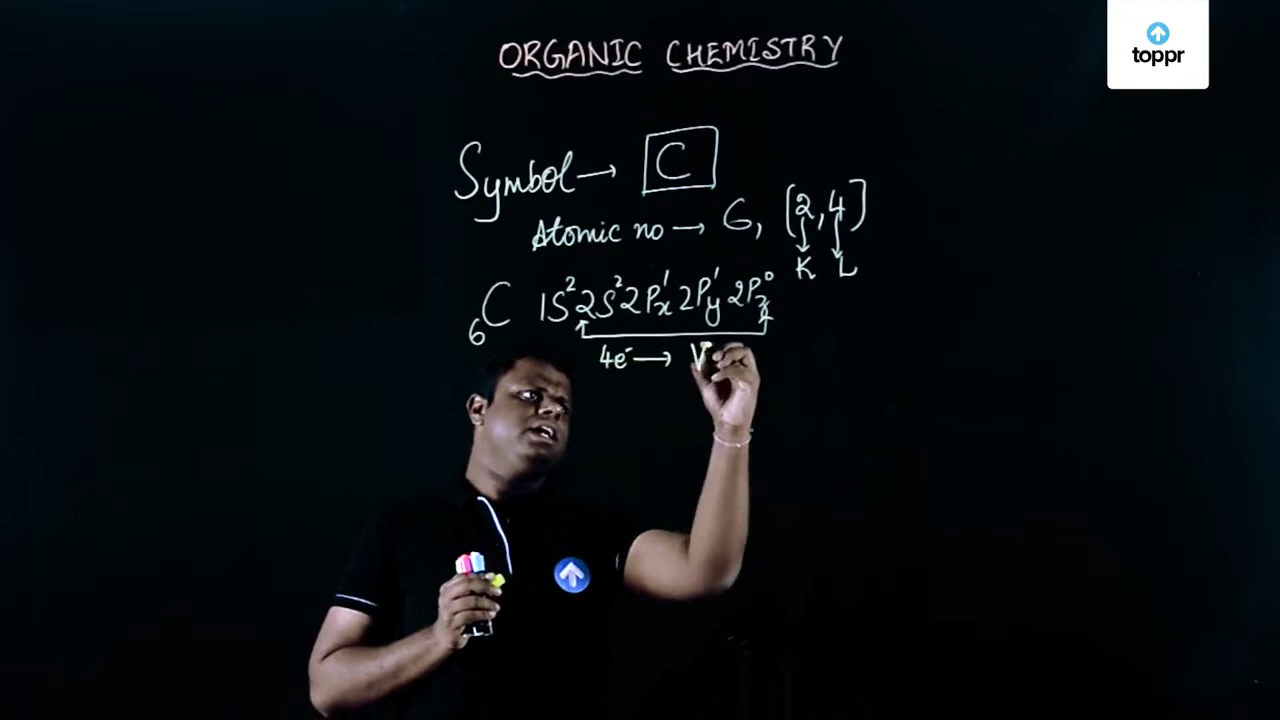 toppr
ORGANIC CHEMISTRY
Symbol → C
Atomic no → 6, [2, 4]
K L
₆C 1S² 2S² 2Px¹ 2Py¹ 2Pz⁰
4e⁻ → V